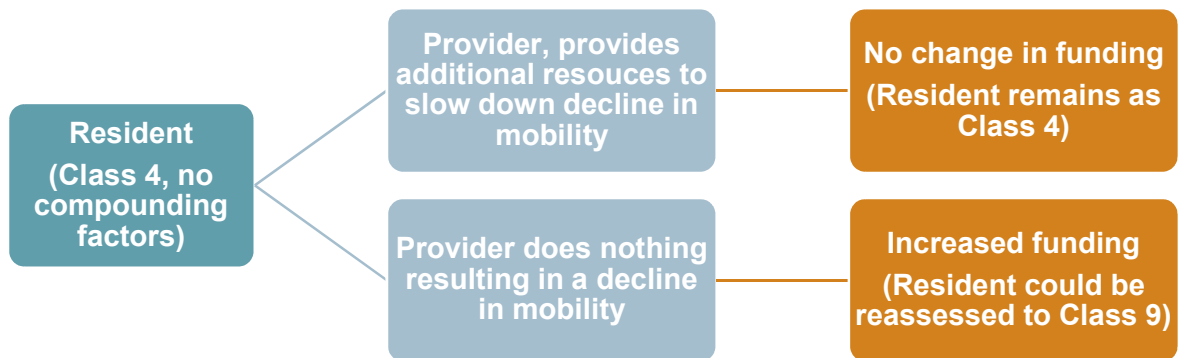 Resident
(Class 4, no
compounding
factors)
Provider, provides
additional resouces to
slow down decline in
mobility
No change in funding
(Resident remains as
Class 4)
Provider does nothing
resulting in a decline
in mobility
Increased funding
(Resident could be
reassessed to Class 9)